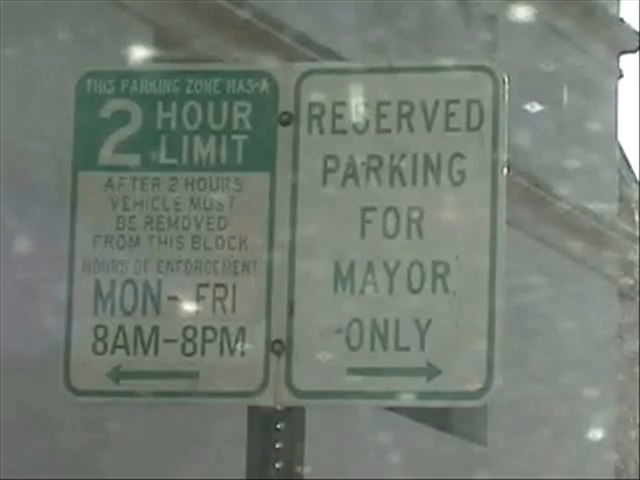 THIS PARKING ZONE HAS A
2 HOUR
LIMIT
AFTER 2 HOURS
VEHICLE MUST
BE REMOVED
FROM THIS BLOCK
HOURS OF ENFORCEMENT
MON-FRI
8AM-8PM
RESERVED
PARKING
FOR
MAYOR
ONLY